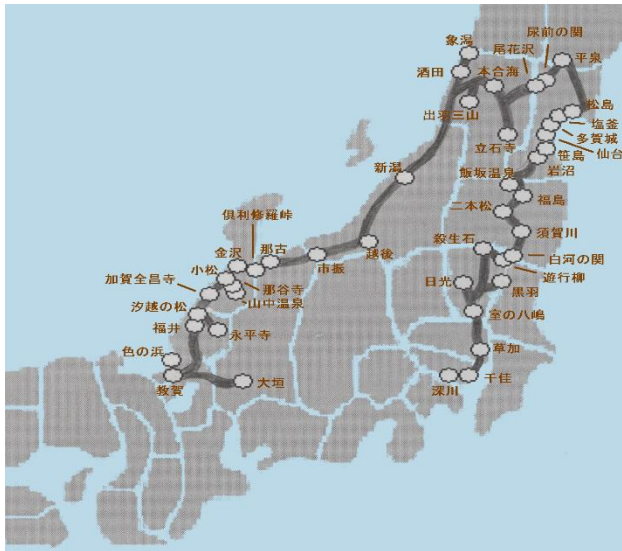 象潟
尾花沢
尿前の関
平泉
酒田
本合海
出羽三山
松島
塩釜
多賀城
仙台
立石寺
笹島
岩沼
飯坂温泉
新潟
福島
二本松
倶利修羅峠
須賀川
金沢
那古
殺生石
白河の関
小松
市振
越後
遊行柳
加賀全昌寺
那谷寺
日光
黒羽
山中温泉
汐越の松
室の八嶋
福井
永平寺
色の浜
草加
敦賀
大垣
深川
千佳